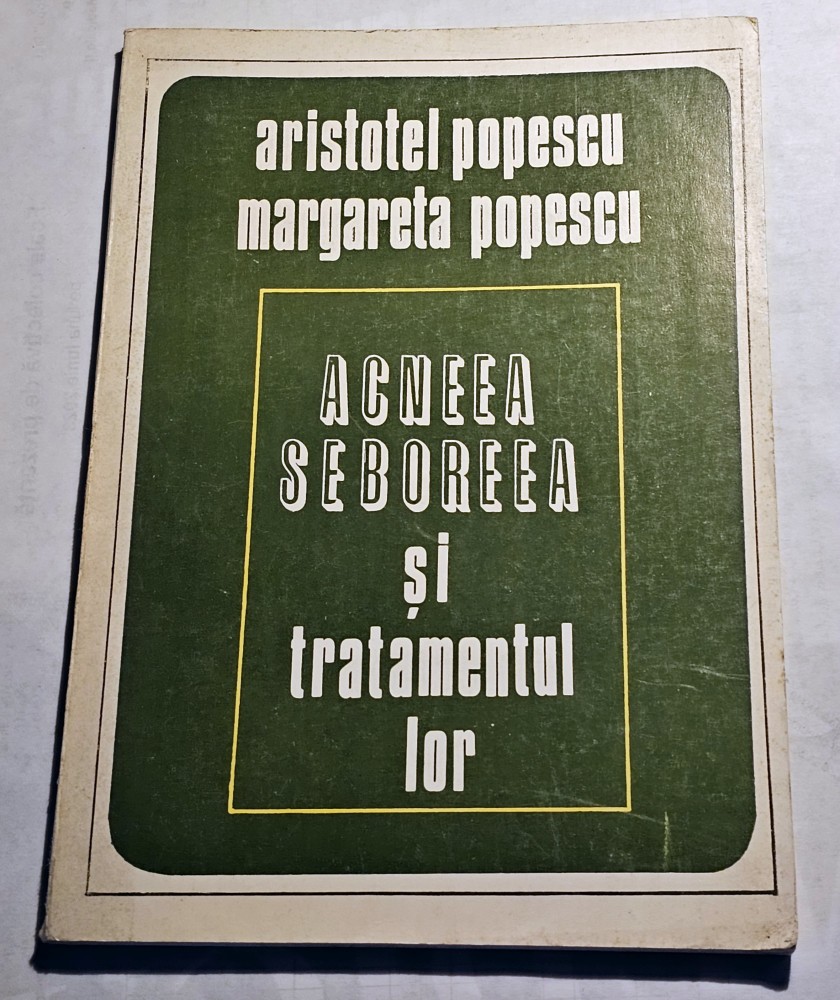 aristotel popescu
margareta popescu
ACNEEA
SEBOREEA
și
tratamentul
lor